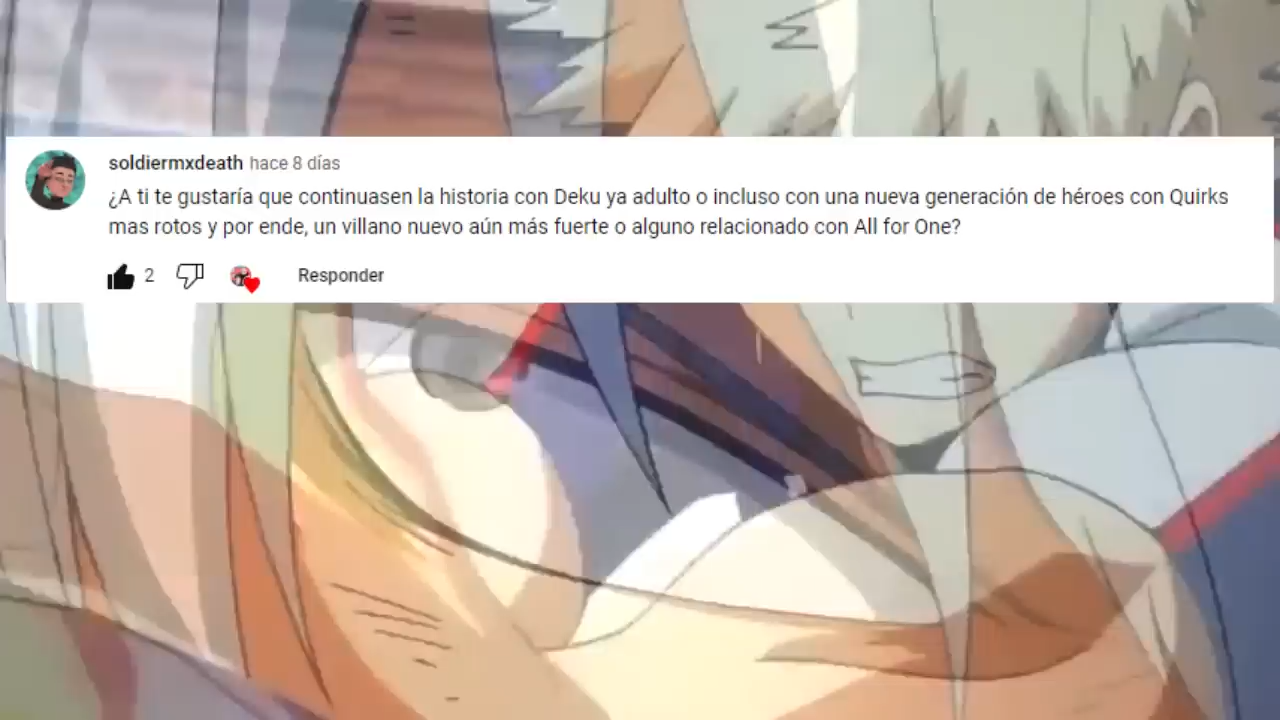 soldiermxdeath hace 8 días
¿A ti te gustaría que continuasen la historia con Deku ya adulto o incluso con una nueva generación de héroes con Quirks
mas rotos y por ende, un villano nuevo aún más fuerte o alguno relacionado con All for One?
2 Responder